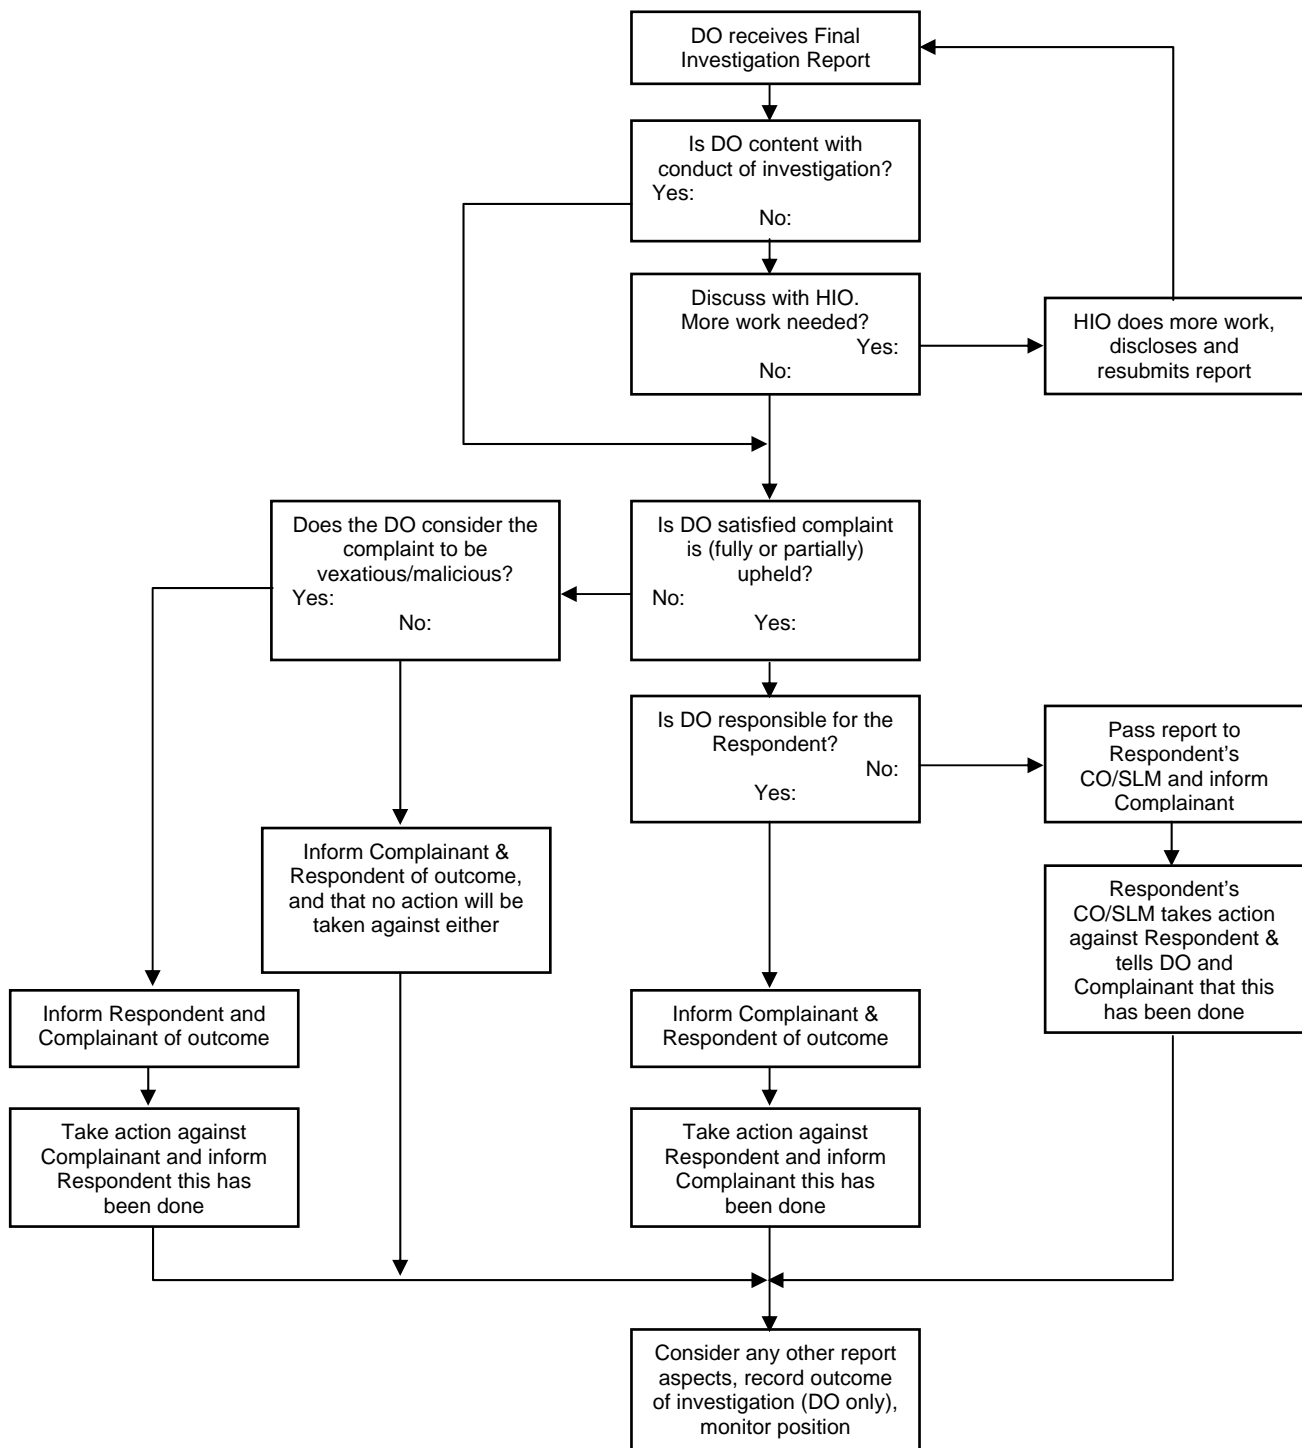 DO receives Final
Investigation Report
Is DO content with
conduct of investigation?
Yes:
No:
Discuss with HIO.
More work needed?
Yes:
No:
HIO does more work,
discloses and
resubmits report
Does the DO consider the
complaint to be
vexatious/malicious?
Yes:
No:
Is DO satisfied complaint
is (fully or partially)
upheld?
No:
Yes:
Is DO responsible for the
Respondent?
No:
Yes:
Pass report to
Respondent's
CO/SLM and inform
Complainant
Inform Complainant &
Respondent of outcome,
and that no action will be
taken against either
Respondent's
CO/SLM takes action
against Respondent &
tells DO and
Complainant that this
has been done
Inform Respondent and
Complainant of outcome
Inform Complainant &
Respondent of outcome
Take action against
Complainant and inform
Respondent this has
been done
Take action against
Respondent and inform
Complainant this has
been done
Consider any other report
aspects, record outcome
of investigation (DO only),
monitor position